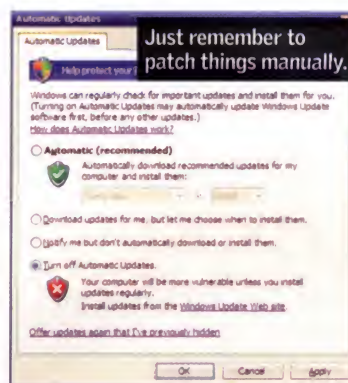 Automatic Updates
Just remember to
patch things manually.
Automatic Updates
Help protect your
Windows can regularly check for important updates and install them for you.
(Turning on Automatic Updates may automatically update Windows Update
software first, before any other updates.)
How does Automatic Updates work?
Automatic (recommended)
Automatically download recommended updates for my
computer and install them:
Download updates for me, but let me choose when to install them.
Notify me but don't automatically download or install them.
Turn off Automatic Updates.
Your computer will be more vulnerable unless you install
updates regularly.
Install updates from the Windows Update Web site.
Offer updates again that I've previously hidden
OK Cancel Apply